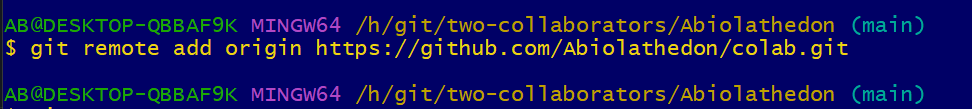 AB@DESKTOP-QBBAF9K MINGW64 /h/git/two-collaborators/Abiolathedon (main)
$ git remote add origin https://github.com/Abiolathedon/colab.git
AB@DESKTOP-QBBAF9K MINGW64 /h/git/two-collaborators/Abiolathedon (main)